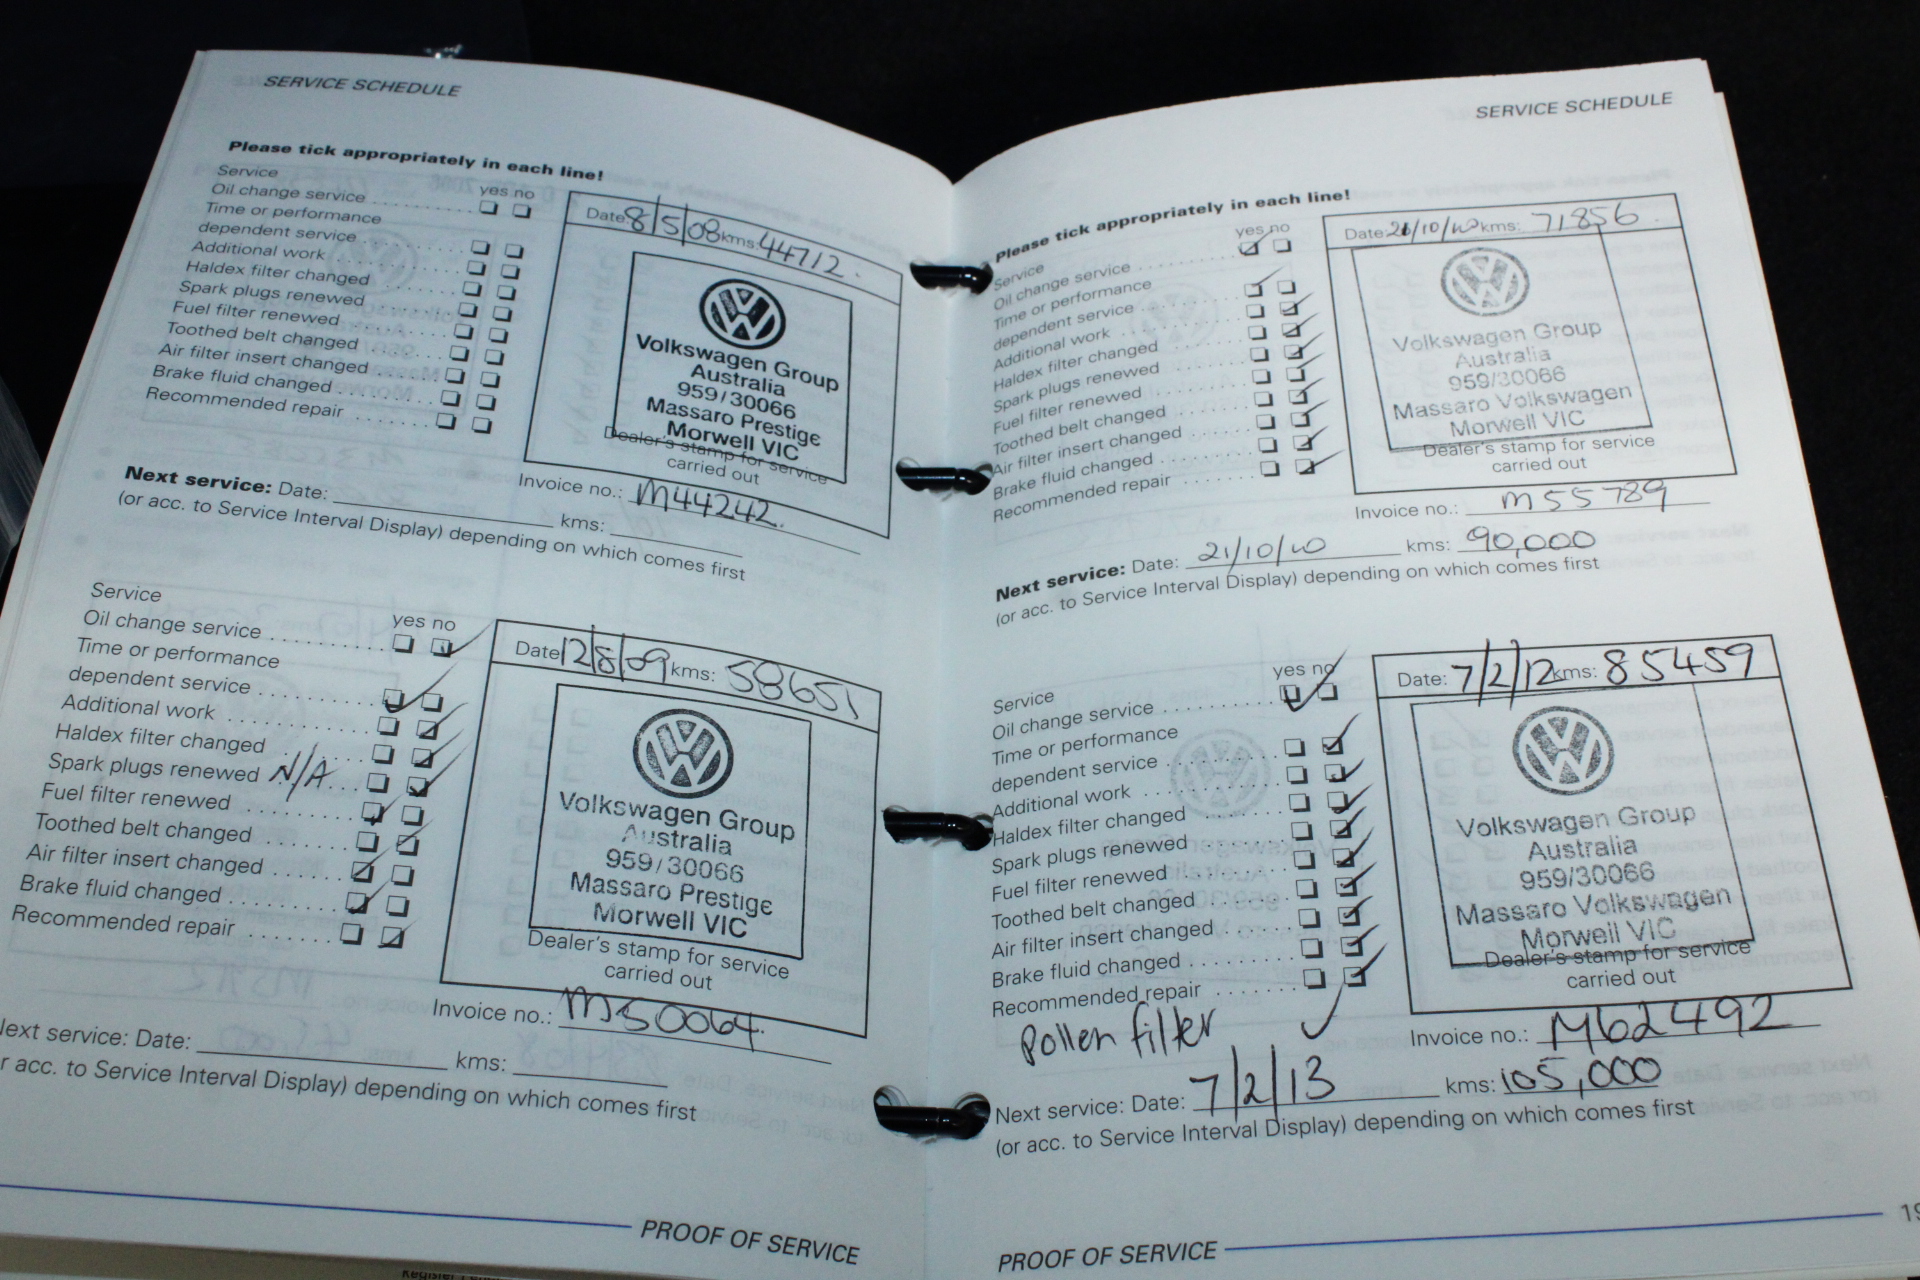 SERVICE SCHEDULE
Please tick appropriately in each line!
Service
yes no
Oil change service
Time or performance
dependent service
Additional work
Haldex filter changed
Spark plugs renewed
Fuel filter renewed
Toothed belt changed
Air filter insert changed
Brake fluid changed
Recommended repair
Date: 8/5/08 kms: 44712.
Volkswagen Group
Australia
959/30066
Massaro Prestige
Morwell VIC
Dealer's stamp for service
carried out
Invoice no.: M44242.
Next service: Date: kms:
(or acc. to Service Interval Display) depending on which comes first
Service
yes no
Oil change service
Time or performance
dependent service
Additional work
Haldex filter changed
Spark plugs renewed N/A
Fuel filter renewed
Toothed belt changed
Air filter insert changed
Brake fluid changed
Recommended repair
Date 12/8/09 kms: 58651
Volkswagen Group
Australia
959/30066
Massaro Prestige
Morwell VIC
Dealer's stamp for service
carried out
Invoice no.: M50064.
Next service: Date: kms:
r acc. to Service Interval Display) depending on which comes first
PROOF OF SERVICE
SERVICE SCHEDULE
Please tick appropriately in each line!
yes no
Service
Oil change service
Time or performance
dependent service
Additional work
Haldex filter changed
Spark plugs renewed
Fuel filter renewed
Toothed belt changed
Air filter insert changed
Brake fluid changed
Recommended repair
Date: 21/10/10 kms: 71856.
Volkswagen Group
Australia
959/30066
Massaro Volkswagen
Morwell VIC
Dealer's stamp for service
carried out
Invoice no.: M55789
Next service: Date: 21/10/10 kms: 90,000
(or acc. to Service Interval Display) depending on which comes first
yes no
Service
Oil change service
Time or performance
dependent service
Additional work
Haldex filter changed
Spark plugs renewed
Fuel filter renewed
Toothed belt changed
Air filter insert changed
Brake fluid changed
Recommended repair
Pollen filter
Date: 7/2/12 kms: 85459
Volkswagen Group
Australia
959/30066
Massaro Volkswagen
Morwell VIC
Dealer's stamp for service
carried out
Invoice no.: M62492
Next service: Date: 7/2/13 kms: 105,000
(or acc. to Service Interval Display) depending on which comes first
PROOF OF SERVICE
19